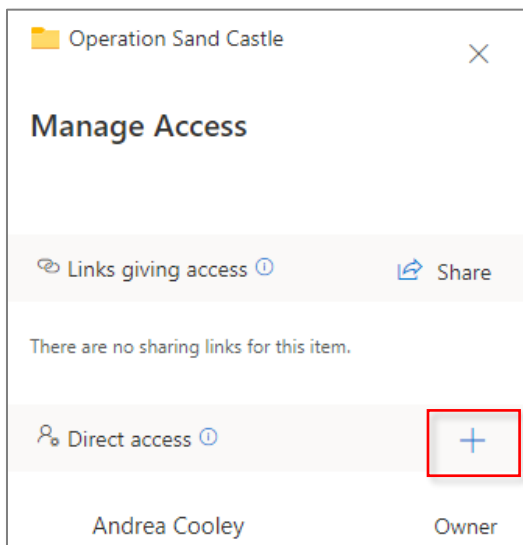 Operation Sand Castle
Manage Access
Links giving access Share
There are no sharing links for this item.
Direct access
Andrea Cooley Owner